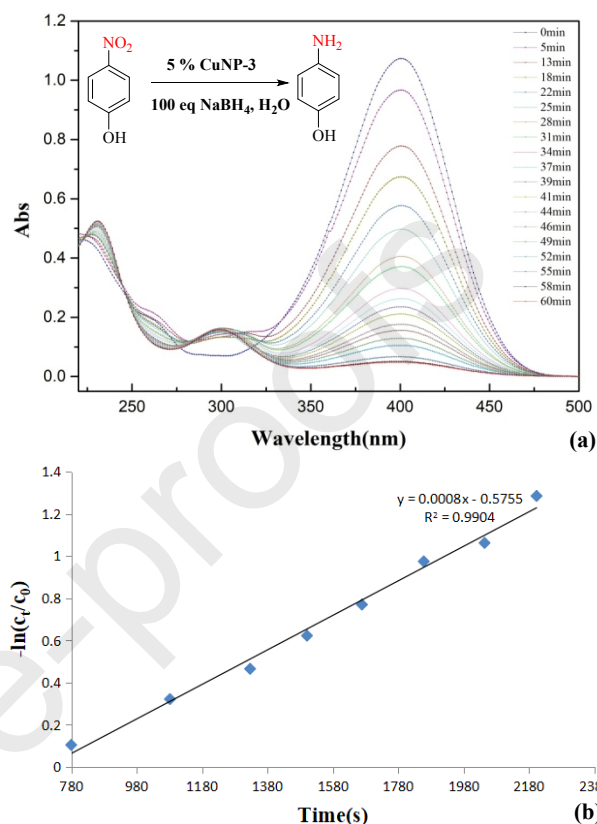 1.2
1.0
0.8
0.6
0.4
0.2
0.0
Abs
NO₂
OH
5 % CuNP-3
100 eq NaBH₄, H₂O
NH₂
OH
0min
5min
13min
18min
22min
25min
28min
31min
34min
37min
39min
41min
44min
46min
49min
52min
55min
58min
60min
250 300 350 400 450 500
Wavelength(nm)
(a)
1.4
1.2
1
0.8
0.6
0.4
0.2
0
-ln(cₜ/c₀)
y = 0.0008x - 0.5755
R² = 0.9904
780 980 1180 1380 1580 1780 1980 2180 238
Time(s)
(b)
e-proofs